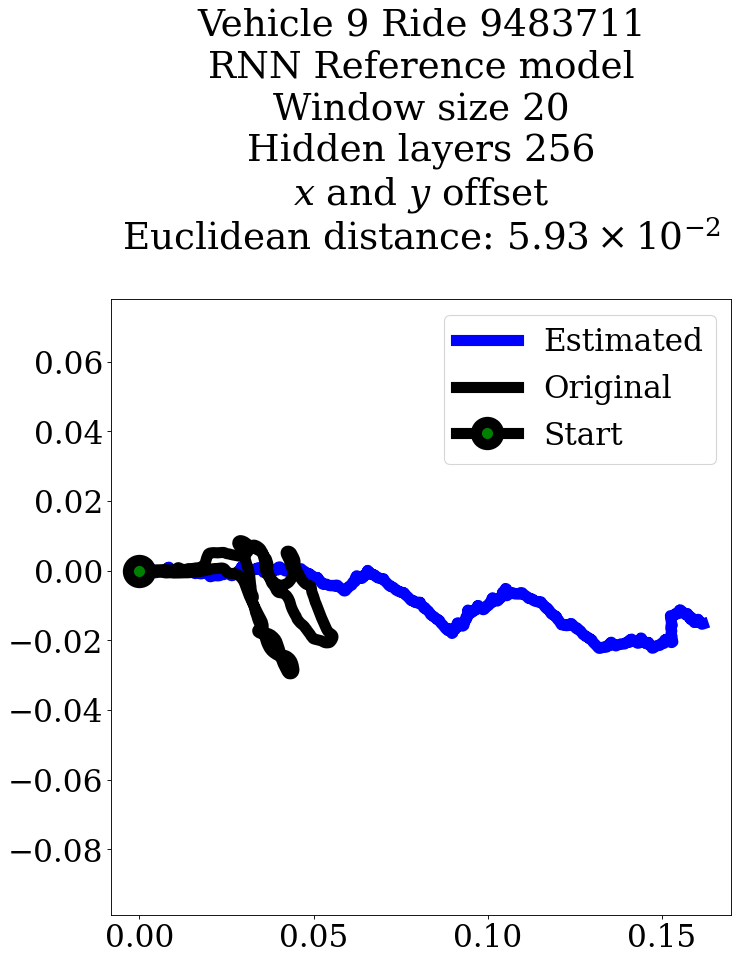 Vehicle 9 Ride 9483711
RNN Reference model
Window size 20
Hidden layers 256
x and y offset
Euclidean distance: 5.93 × 10⁻²
Estimated
Original
Start
0.06
0.04
0.02
0.00
−0.02
−0.04
−0.06
−0.08
0.00 0.05 0.10 0.15